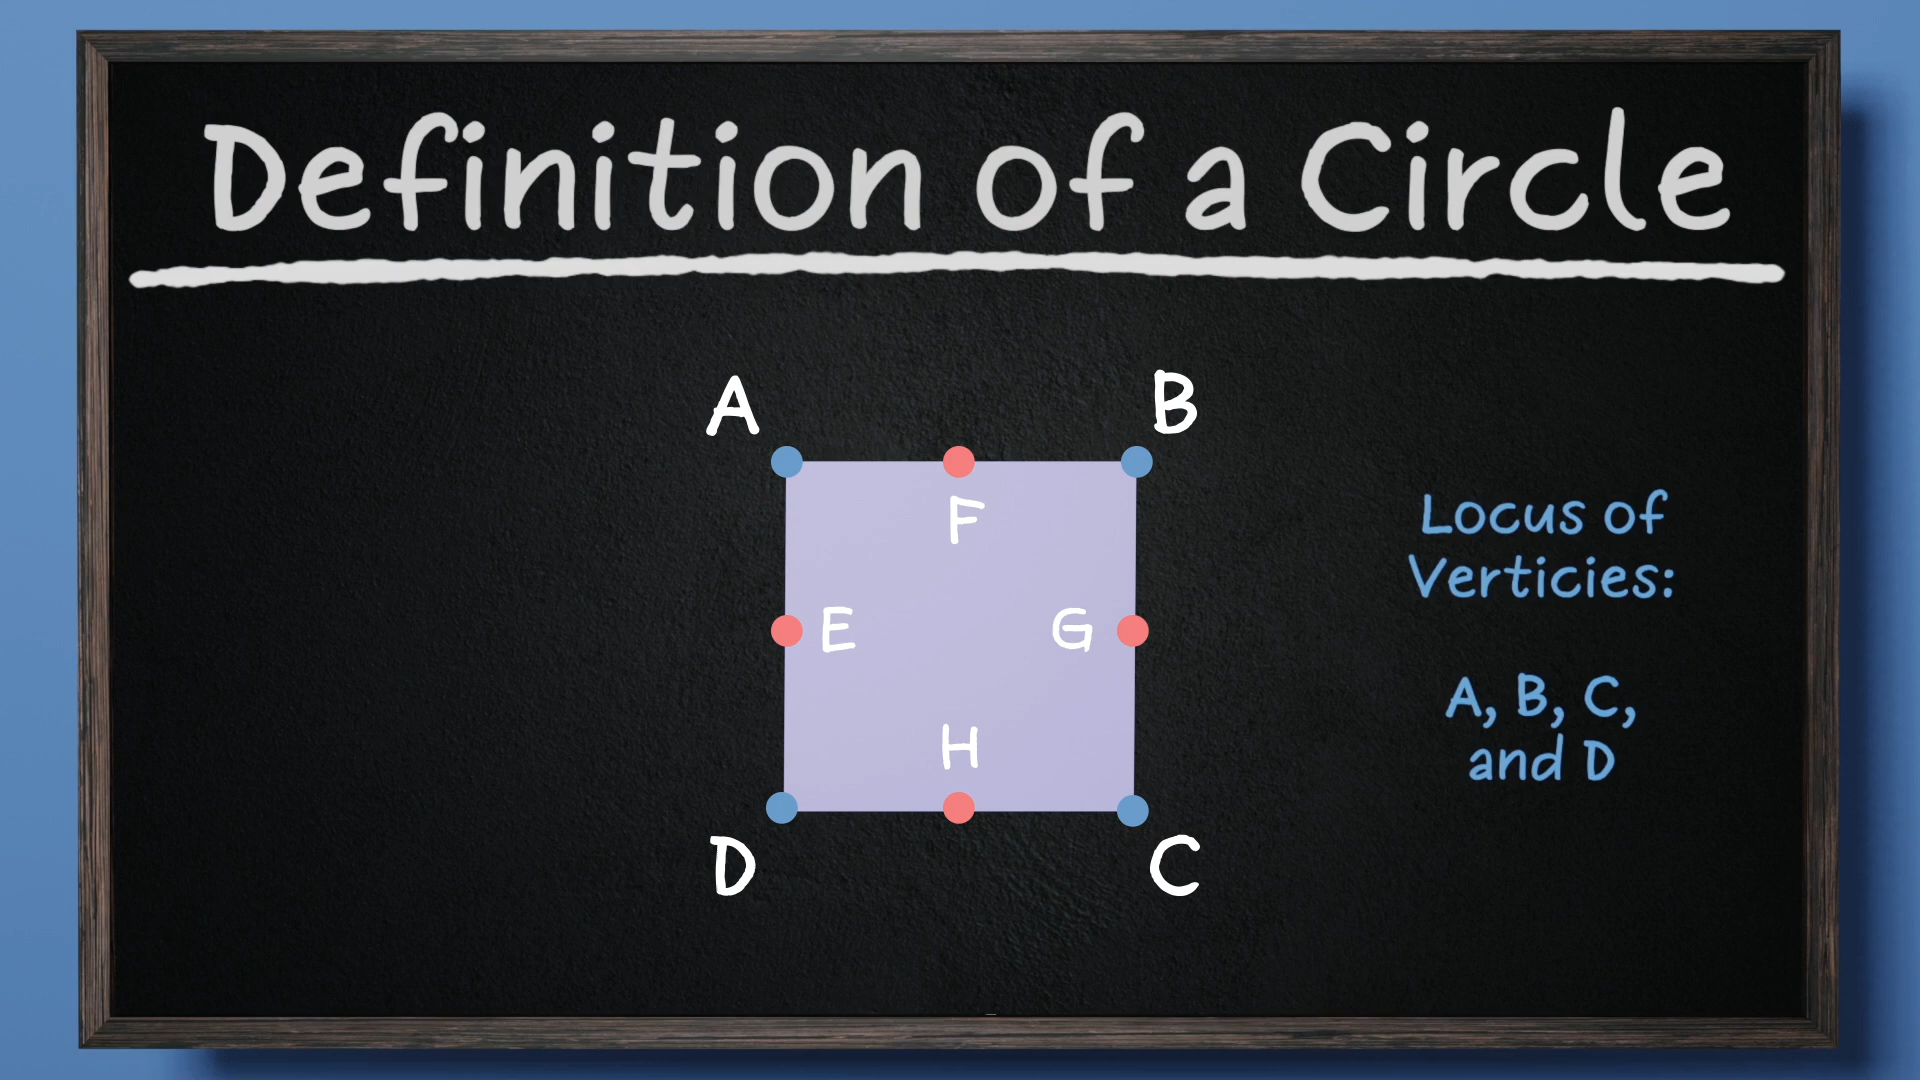 Definition of a Circle
A
B
F
E
G
H
D
C
Locus of
Verticies:
A, B, C,
and D